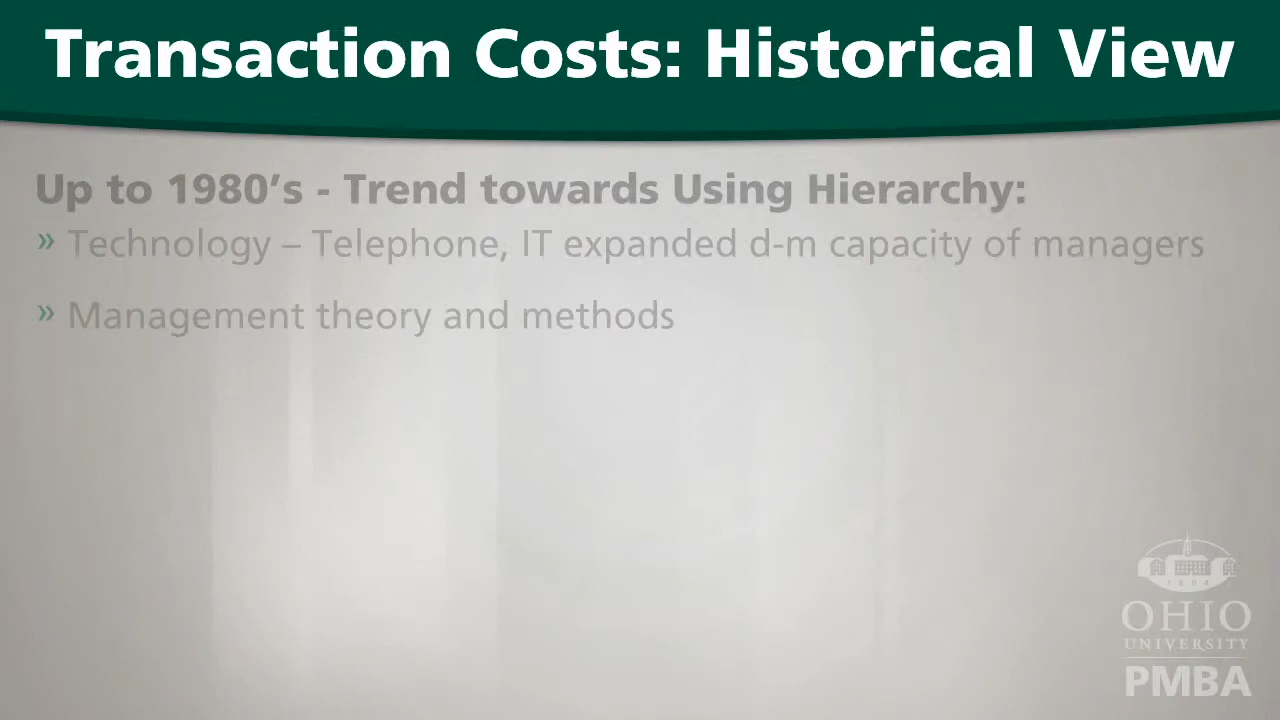 Transaction Costs: Historical View
Up to 1980’s - Trend towards Using Hierarchy:
» Technology – Telephone, IT expanded d-m capacity of managers
» Management theory and methods
1804
OHIO
UNIVERSITY
PMBA